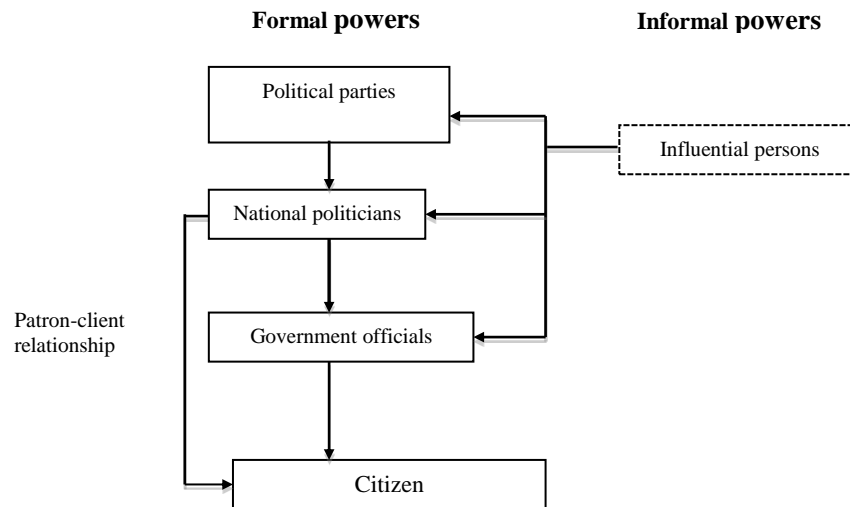 Formal powers
Informal powers
Political parties
Influential persons
National politicians
Patron-client
relationship
Government officials
Citizen